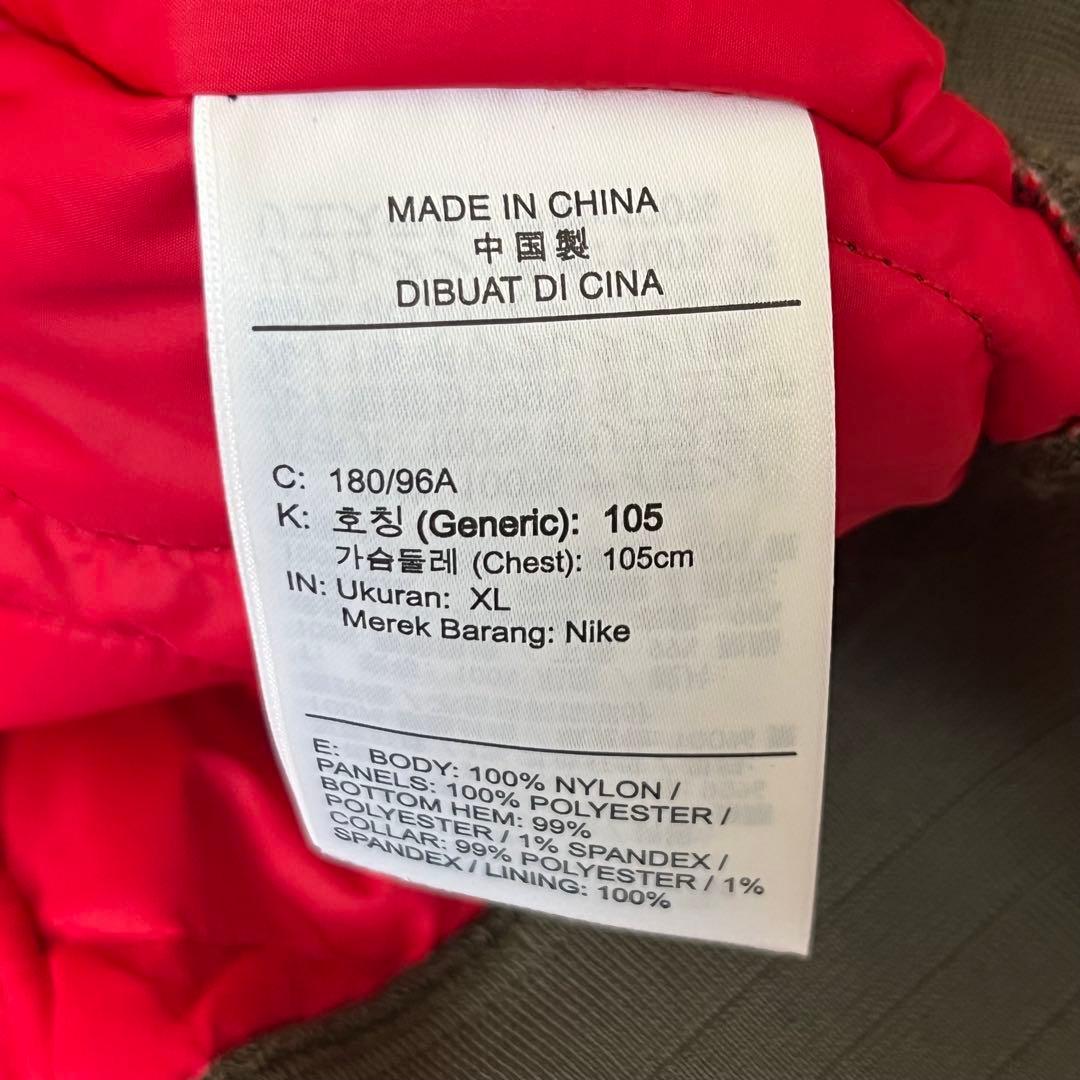 MADE IN CHINA
中国製
DIBUAT DI CINA
C: 180/96A
K: 호칭 (Generic): 105
가슴둘레 (Chest): 105cm
IN: Ukuran: XL
Merek Barang: Nike
E: BODY: 100% NYLON /
PANELS: 100% POLYESTER /
BOTTOM HEM: 99%
POLYESTER / 1% SPANDEX /
COLLAR: 99% POLYESTER / 1%
SPANDEX / LINING: 100%